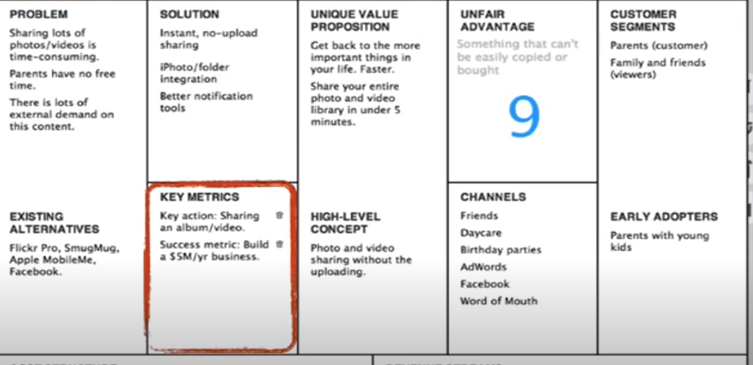 PROBLEM
Sharing lots of
photos/videos is
time-consuming.
Parents have no free
time.
There is lots of
external demand on
this content.
EXISTING
ALTERNATIVES
Flickr Pro, SmugMug,
Apple MobileMe,
Facebook.
SOLUTION
Instant, no-upload
sharing
iPhoto/folder
integration
Better notification
tools
KEY METRICS
Key action: Sharing
an album/video.
Success metric: Build
a $5M/yr business.
UNIQUE VALUE
PROPOSITION
Get back to the more
important things in
your life. Faster.
Share your entire
photo and video
library in under 5
minutes.
HIGH-LEVEL
CONCEPT
Photo and video
sharing without the
uploading.
UNFAIR
ADVANTAGE
Something that can't
be easily copied or
bought
9
CHANNELS
Friends
Daycare
Birthday parties
AdWords
Facebook
Word of Mouth
CUSTOMER
SEGMENTS
Parents (customer)
Family and friends
(viewers)
EARLY ADOPTERS
Parents with young
kids